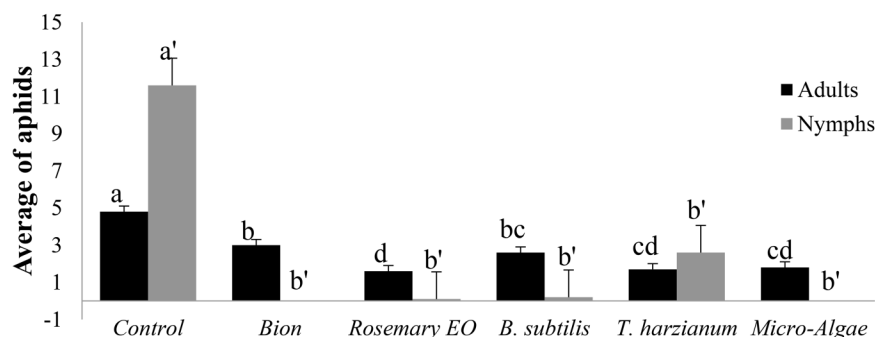 Average of aphids
15
13
11
9
7
5
3
1
-1
a a'
b b'
d b'
bc b'
cd b'
cd b'
Adults
Nymphs
Control Bion Rosemary EO B. subtilis T. harzianum Micro-Algae